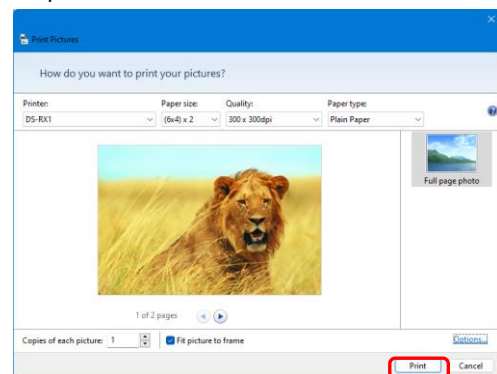 Print Pictures
How do you want to print your pictures?
Printer: Paper size: Quality: Paper type:
DS-RX1 (6x4) x 2 300 x 300dpi Plain Paper
Full page photo
1 of 2 pages
Copies of each picture: 1 Fit picture to frame Options...
Print Cancel